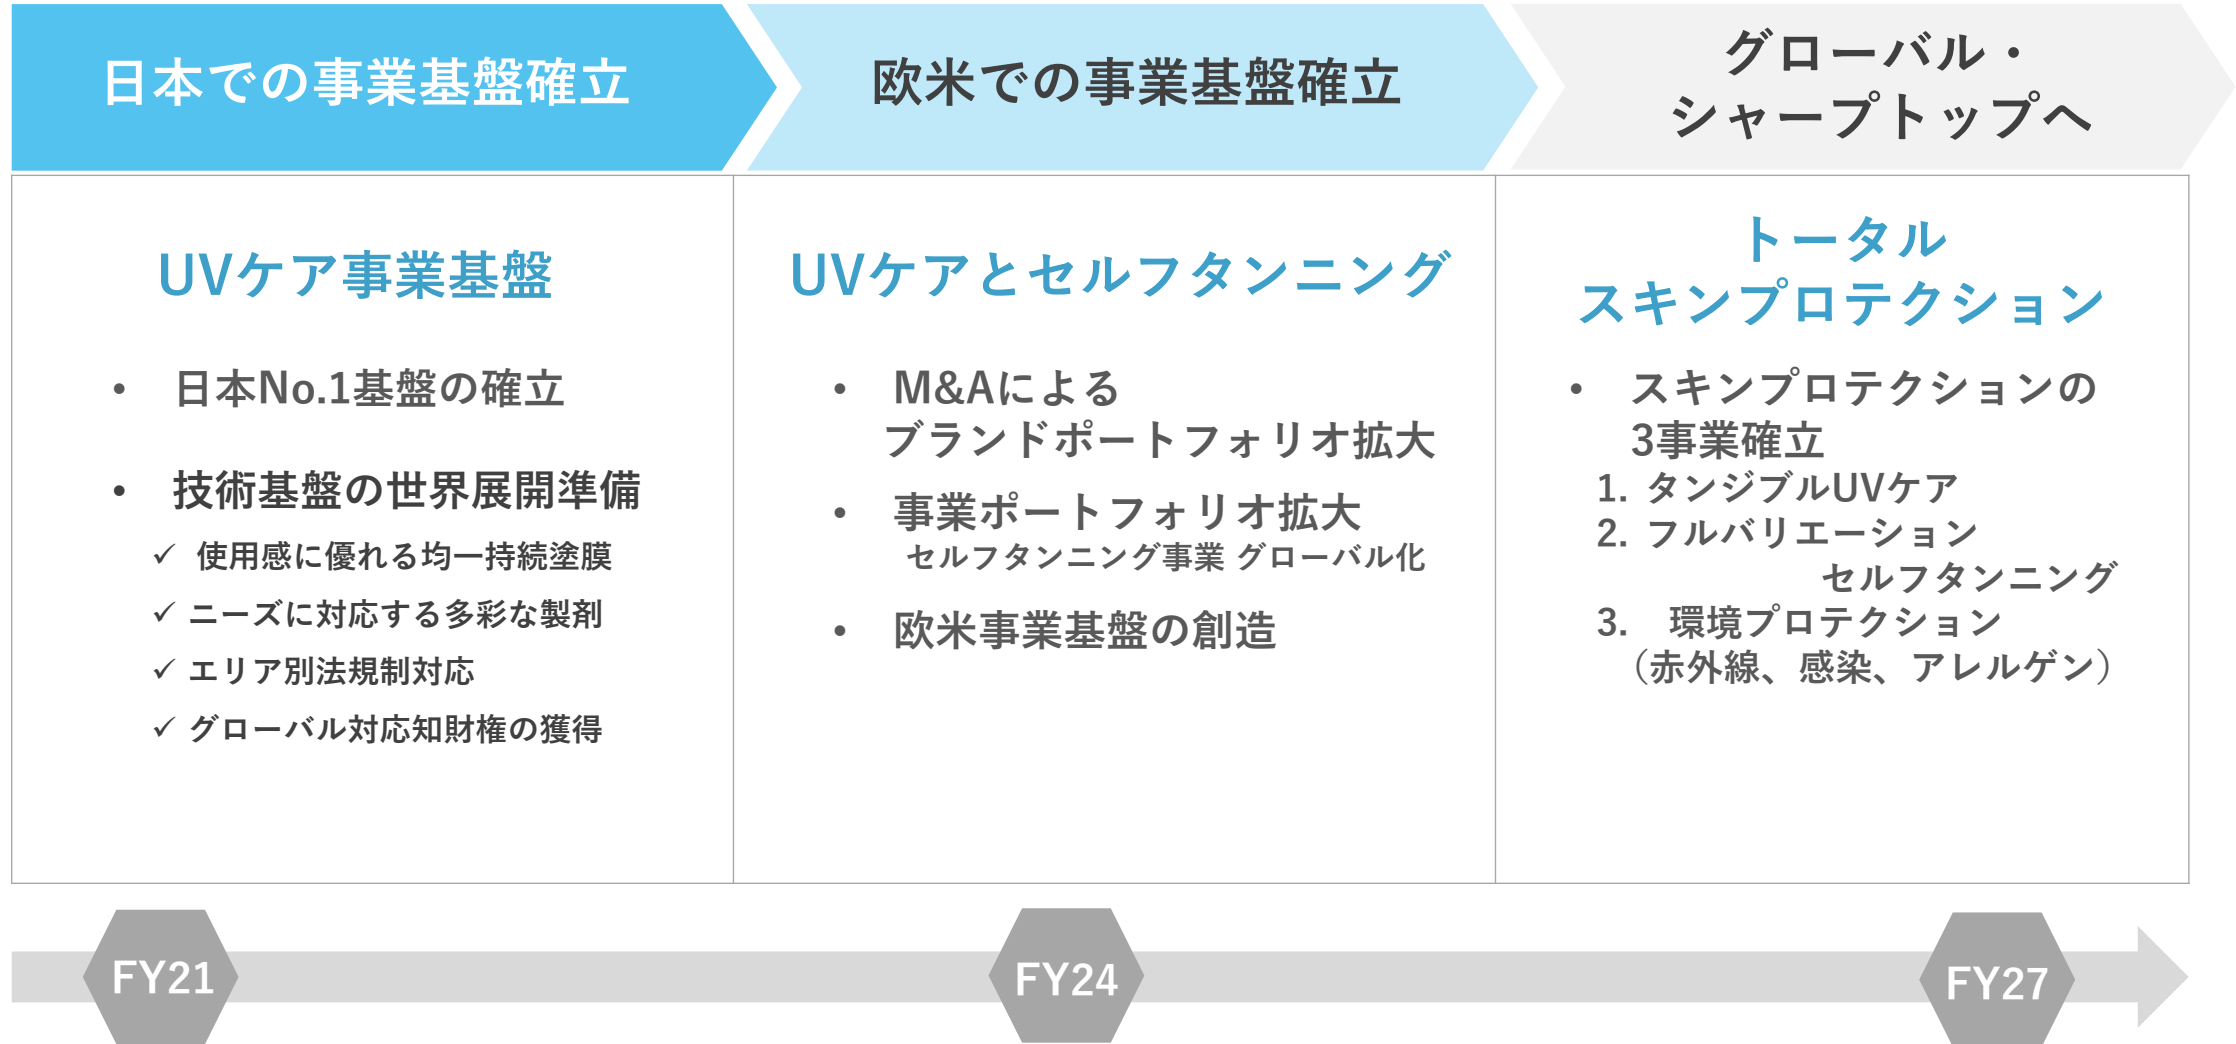 日本での事業基盤確立
欧米での事業基盤確立
グローバル・
シャープトップへ
UVケア事業基盤
• 日本No.1基盤の確立
• 技術基盤の世界展開準備
✓ 使用感に優れる均一持続塗膜
✓ ニーズに対応する多彩な製剤
✓ エリア別法規制対応
✓ グローバル対応知財権の獲得
UVケアとセルフタンニング
• M&Aによる
ブランドポートフォリオ拡大
• 事業ポートフォリオ拡大
セルフタンニング事業 グローバル化
• 欧米事業基盤の創造
トータル
スキンプロテクション
• スキンプロテクションの
3事業確立
1. タンジブルUVケア
2. フルバリエーション
セルフタンニング
3. 環境プロテクション
（赤外線、感染、アレルゲン）
FY21
FY24
FY27